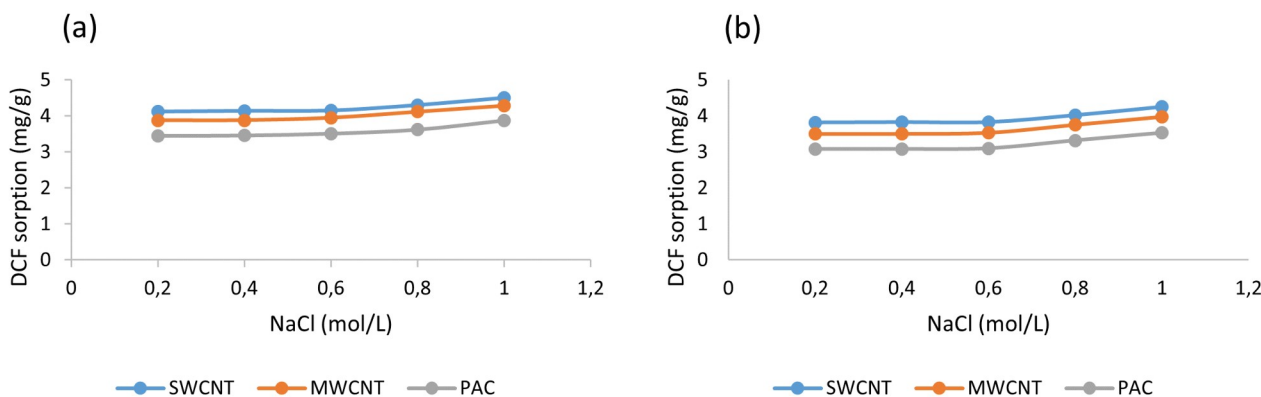 (a)
DCF sorption (mg/g)
5
4
3
2
1
0
0 0,2 0,4 0,6 0,8 1 1,2
NaCl (mol/L)
SWCNT MWCNT PAC
(b)
DCF sorption (mg/g)
5
4
3
2
1
0
0 0,2 0,4 0,6 0,8 1 1,2
NaCl (mol/L)
SWCNT MWCNT PAC